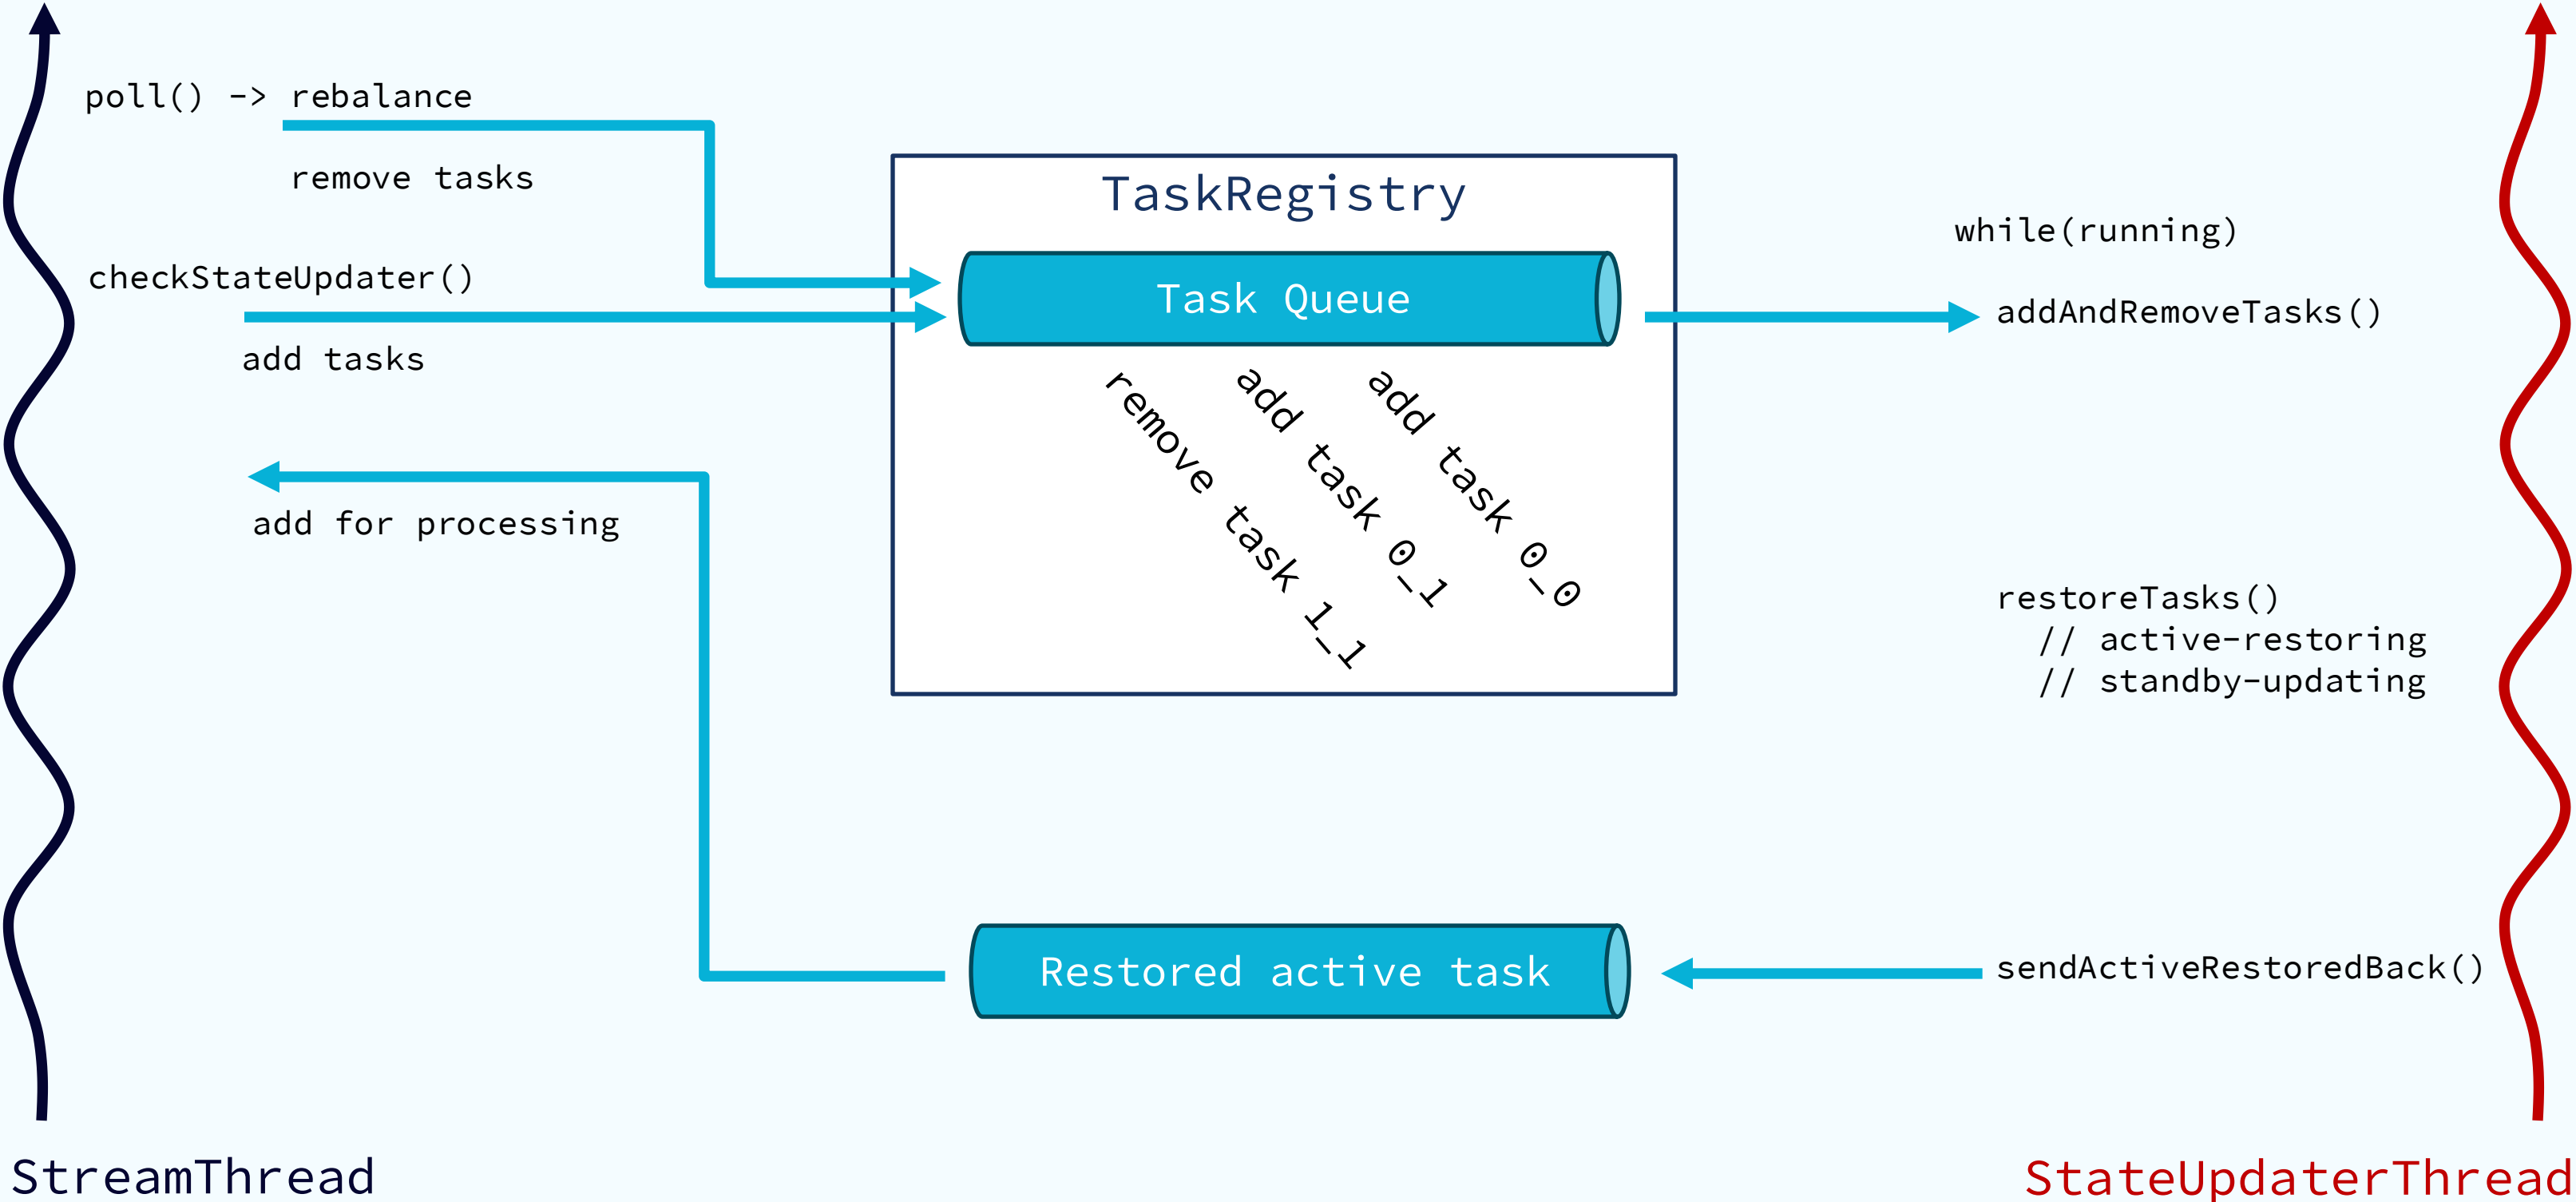 poll() -> rebalance
remove tasks
checkStateUpdater()
add tasks
add for processing
TaskRegistry
Task Queue
remove task 1_1
add task 0_1
add task 0_0
while(running)
addAndRemoveTasks()
restoreTasks()
// active-restoring
// standby-updating
Restored active task
sendActiveRestoredBack()
StreamThread
StateUpdaterThread